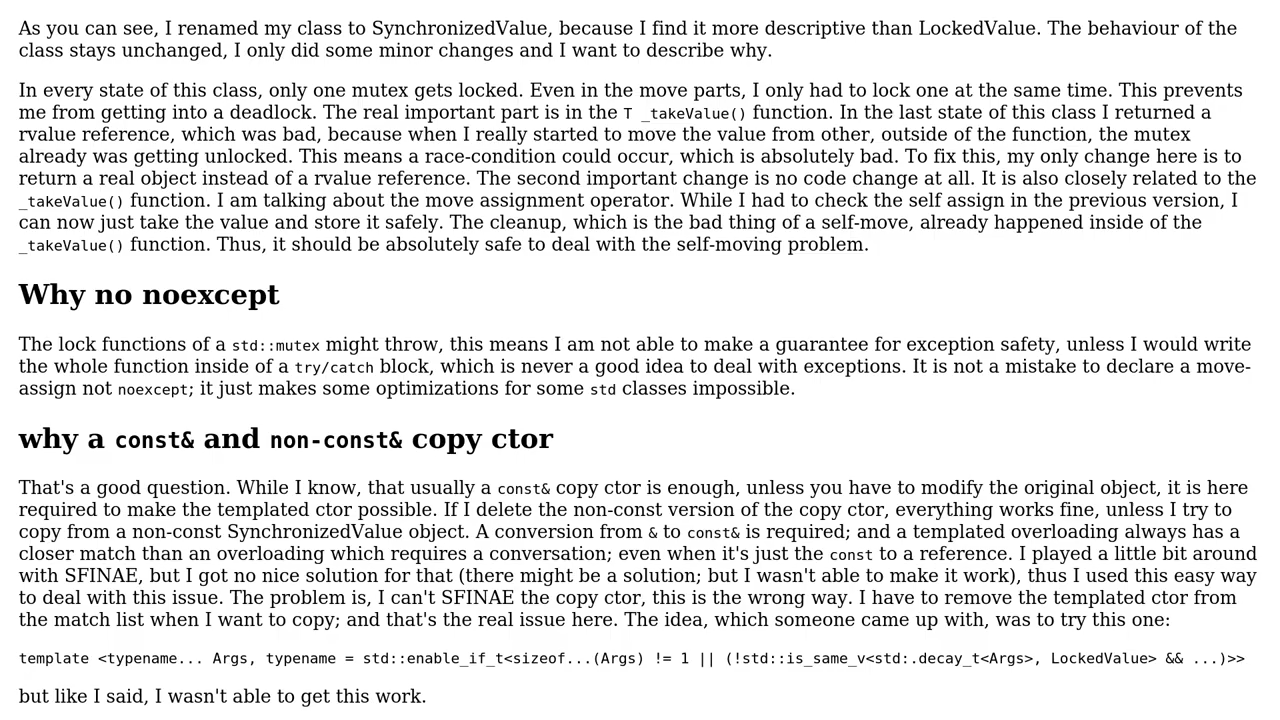 As you can see, I renamed my class to SynchronizedValue, because I find it more descriptive than LockedValue. The behaviour of the
class stays unchanged, I only did some minor changes and I want to describe why.
In every state of this class, only one mutex gets locked. Even in the move parts, I only had to lock one at the same time. This prevents
me from getting into a deadlock. The real important part is in the T _takeValue() function. In the last state of this class I returned a
rvalue reference, which was bad, because when I really started to move the value from other, outside of the function, the mutex
already was getting unlocked. This means a race-condition could occur, which is absolutely bad. To fix this, my only change here is to
return a real object instead of a rvalue reference. The second important change is no code change at all. It is also closely related to the
_takeValue() function. I am talking about the move assignment operator. While I had to check the self assign in the previous version, I
can now just take the value and store it safely. The cleanup, which is the bad thing of a self-move, already happened inside of the
_takeValue() function. Thus, it should be absolutely safe to deal with the self-moving problem.
Why no noexcept
The lock functions of a std::mutex might throw, this means I am not able to make a guarantee for exception safety, unless I would write
the whole function inside of a try/catch block, which is never a good idea to deal with exceptions. It is not a mistake to declare a move-
assign not noexcept; it just makes some optimizations for some std classes impossible.
why a const& and non-const& copy ctor
That's a good question. While I know, that usually a const& copy ctor is enough, unless you have to modify the original object, it is here
required to make the templated ctor possible. If I delete the non-const version of the copy ctor, everything works fine, unless I try to
copy from a non-const SynchronizedValue object. A conversion from & to const& is required; and a templated overloading always has a
closer match than an overloading which requires a conversation; even when it's just the const to a reference. I played a little bit around
with SFINAE, but I got no nice solution for that (there might be a solution; but I wasn't able to make it work), thus I used this easy way
to deal with this issue. The problem is, I can't SFINAE the copy ctor, this is the wrong way. I have to remove the templated ctor from
the match list when I want to copy; and that's the real issue here. The idea, which someone came up with, was to try this one:
template <typename... Args, typename = std::enable_if_t<sizeof...(Args) != 1 || (!std::is_same_v<std:.decay_t<Args>, LockedValue> && ...)>>
but like I said, I wasn't able to get this work.